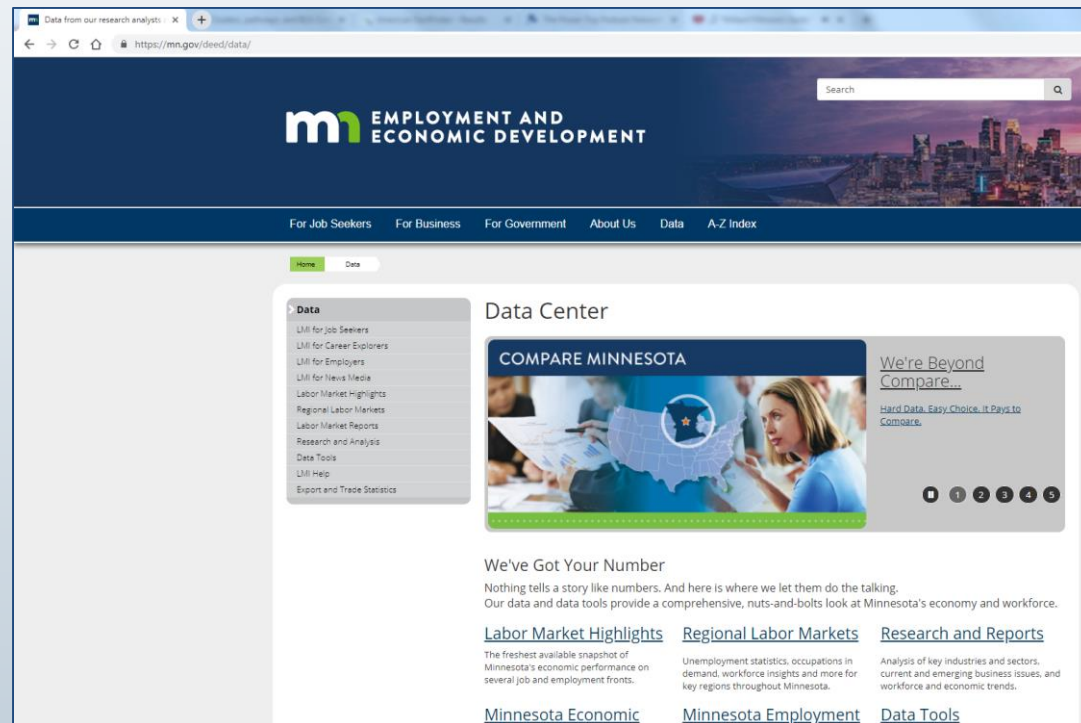 Data from our research analysts
https://mn.gov/deed/data/
Search
mn EMPLOYMENT AND
ECONOMIC DEVELOPMENT
For Job Seekers For Business For Government About Us Data A-Z Index
Home Data
Data
LMI for Job Seekers
LMI for Career Explorers
LMI for Employers
LMI for News Media
Labor Market Highlights
Regional Labor Markets
Labor Market Reports
Research and Analysis
Data Tools
LMI Help
Export and Trade Statistics
Data Center
COMPARE MINNESOTA
We're Beyond
Compare...
Hard Data. Easy Choice. It Pays to
Compare.
1 2 3 4 5
We've Got Your Number
Nothing tells a story like numbers. And here is where we let them do the talking.
Our data and data tools provide a comprehensive, nuts-and-bolts look at Minnesota's economy and workforce.
Labor Market Highlights
The freshest available snapshot of
Minnesota's economic performance on
several job and employment fronts.
Regional Labor Markets
Unemployment statistics, occupations in
demand, workforce insights and more for
key regions throughout Minnesota.
Research and Reports
Analysis of key industries and sectors,
current and emerging business issues, and
workforce and economic trends.
Minnesota Economic
Minnesota Employment
Data Tools